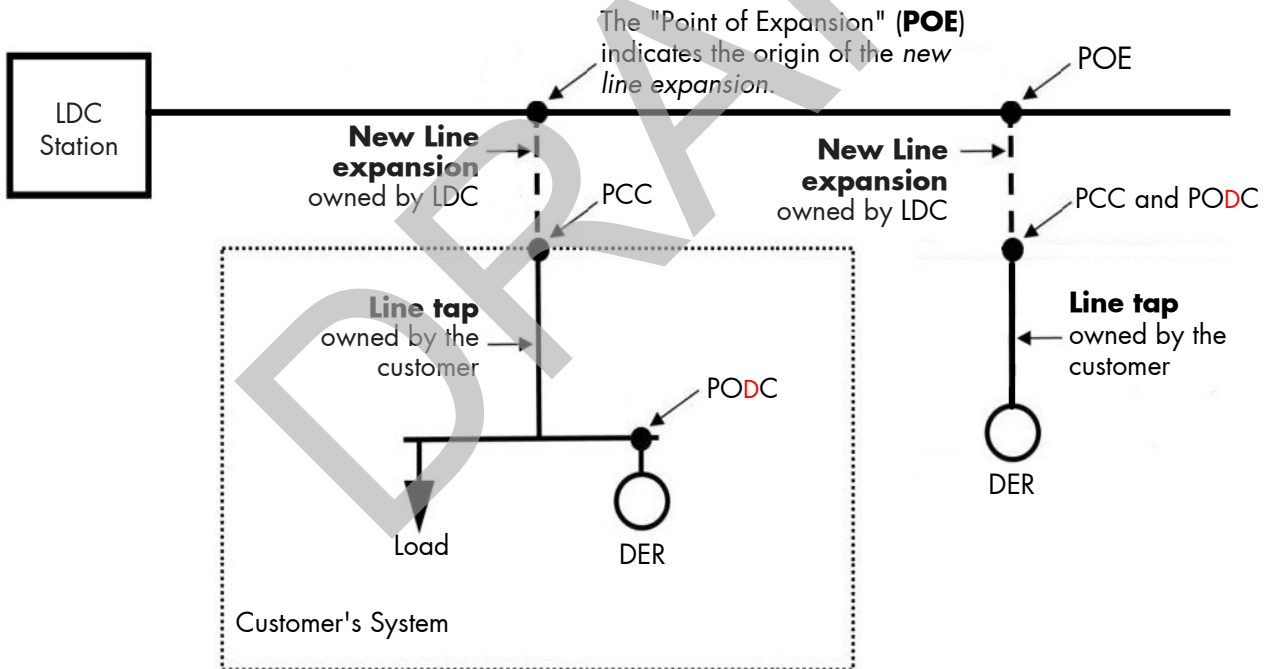 The "Point of Expansion" (POE)
indicates the origin of the new
line expansion.
POE
LDC
Station
New Line
expansion
owned by LDC
New Line
expansion
owned by LDC
PCC
PCC and PODC
Line tap
owned by the
customer
Line tap
owned by the
customer
PODC
Load
DER
DER
Customer's System
DRA